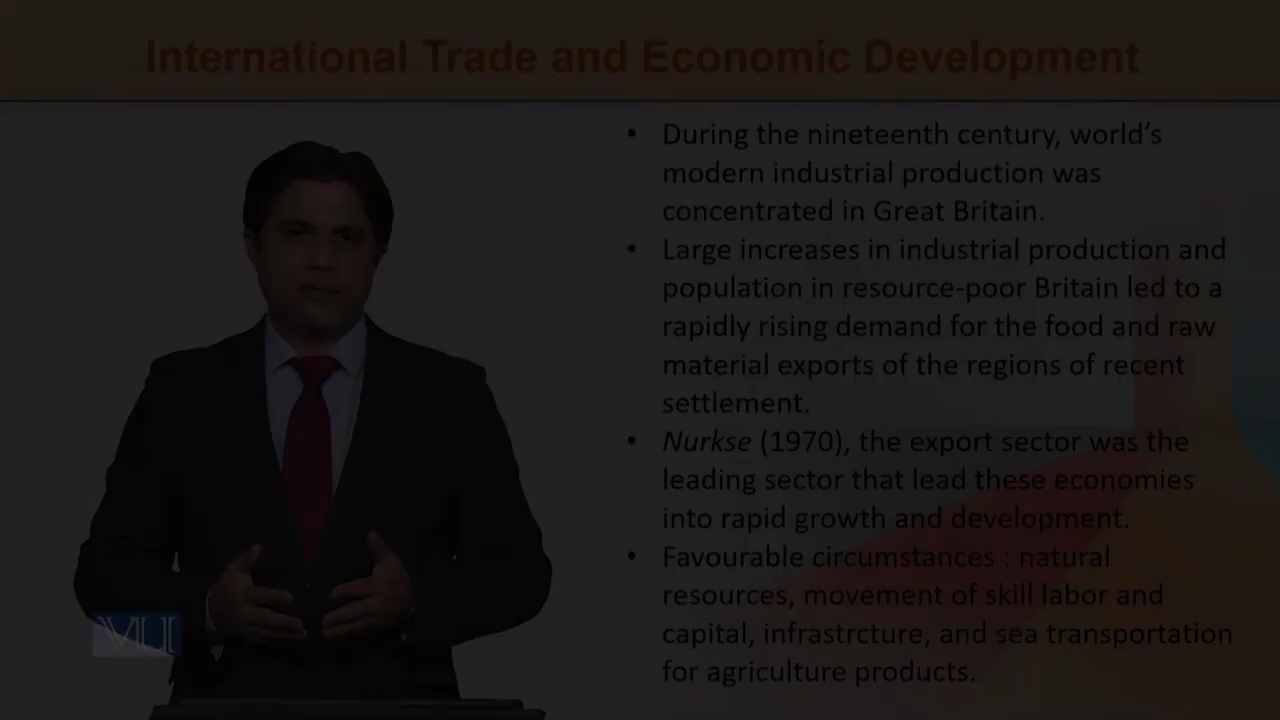 International Trade and Economic Development
• During the nineteenth century, world’s
modern industrial production was
concentrated in Great Britain.
• Large increases in industrial production and
population in resource-poor Britain led to a
rapidly rising demand for the food and raw
material exports of the regions of recent
settlement.
• Nurkse (1970), the export sector was the
leading sector that lead these economies
into rapid growth and development.
• Favourable circumstances : natural
resources, movement of skill labor and
capital, infrastrcture, and sea transportation
for agriculture products.
VU